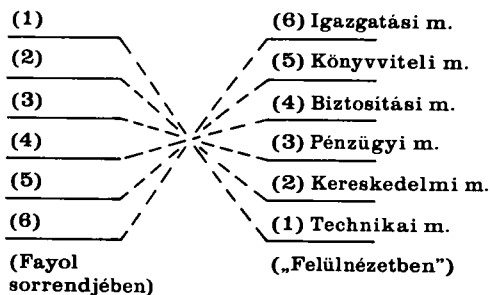 (1)
(2)
(3)
(4)
(5)
(6)
(Fayol
sorrendjében)
(6) Igazgatási m.
(5) Könyvviteli m.
(4) Biztosítási m.
(3) Pénzügyi m.
(2) Kereskedelmi m.
(1) Technikai m.
(„Felülnézetben”)